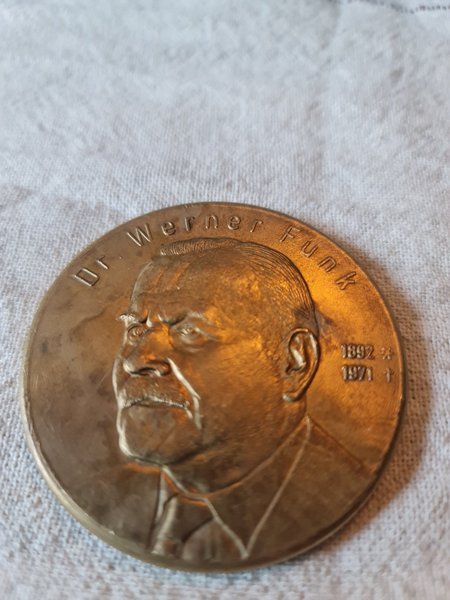 Dr. Werner Funk
1892 *
1971 †